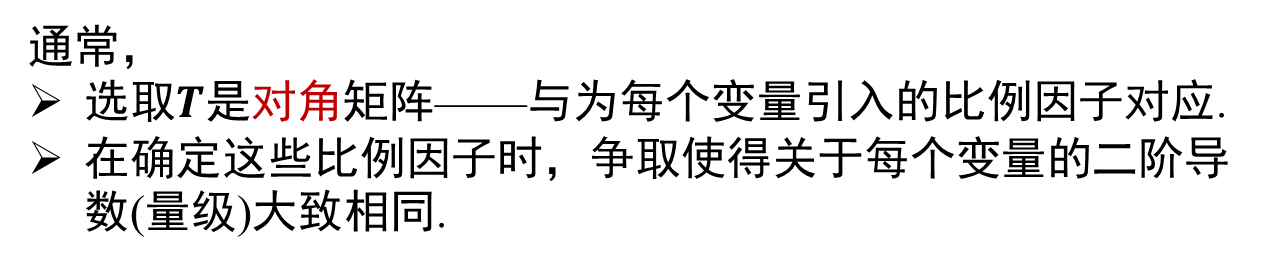 通常，
➢ 选取T是对角矩阵——与为每个变量引入的比例因子对应.
➢ 在确定这些比例因子时，争取使得关于每个变量的二阶导
数(量级)大致相同.